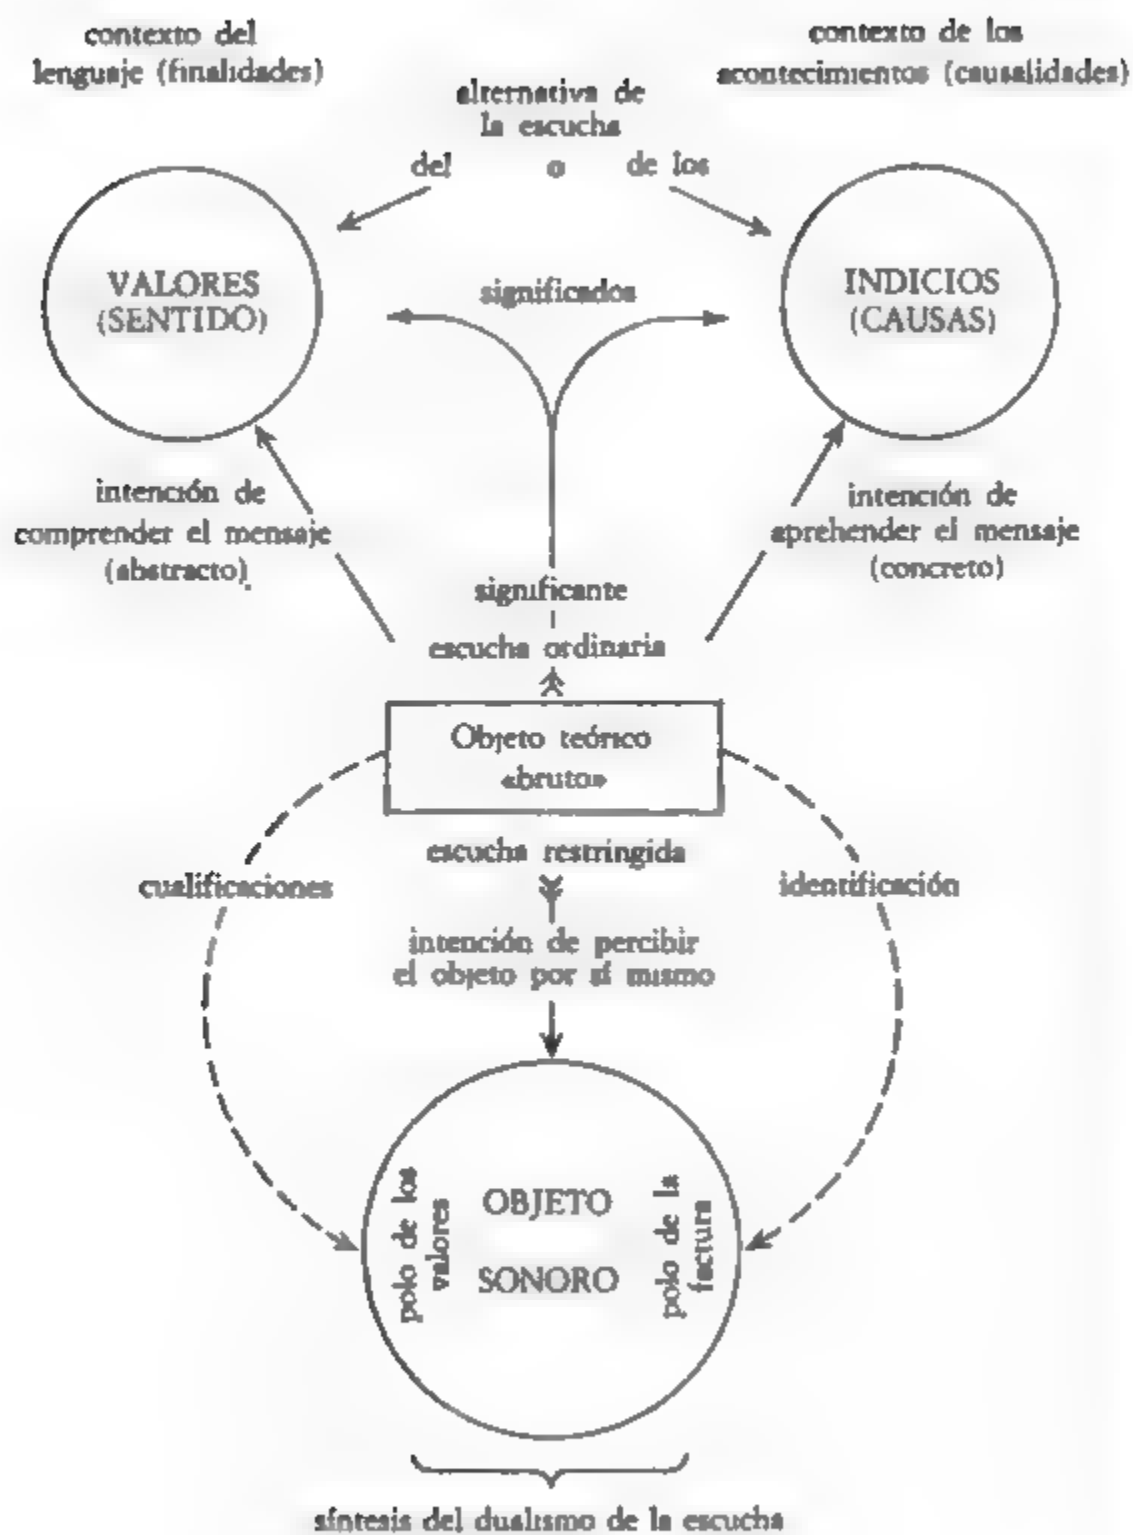 contexto del
lenguaje (finalidades)
contexto de los
acontecimientos (causalidades)
alternativa de
la escucha
del o de los
VALORES
(SENTIDO)
significados
INDICIOS
(CAUSAS)
intención de
comprender el mensaje
(abstracto)
intención de
aprehender el mensaje
(concreto)
significante
escucha ordinaria
Objeto teórico
«bruto»
escucha restringida
cualificaciones
identificación
intención de percibir
el objeto por sí mismo
polo de los
valores
OBJETO
SONORO
polo de la
factura
síntesis del dualismo de la escucha